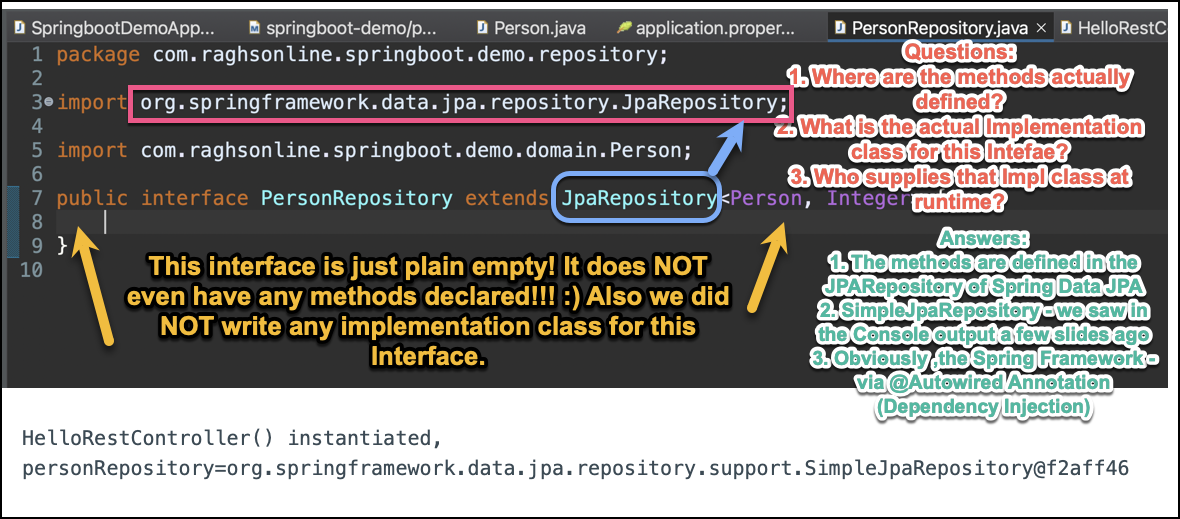 SpringbootDemoApp...
springboot-demo/p...
Person.java
application.proper...
PersonRepository.java
HelloRestC
1 package com.raghsonline.springboot.demo.repository;
2
3 import org.springframework.data.jpa.repository.JpaRepository;
4
5 import com.raghsonline.springboot.demo.domain.Person;
6
7 public interface PersonRepository extends JpaRepository<Person, Integer
8
9 }
10
This interface is just plain empty! It does NOT
even have any methods declared!!! :) Also we did
NOT write any implementation class for this
Interface.
Questions:
1. Where are the methods actually
defined?
2. What is the actual Implementation
class for this Intefae?
3. Who supplies that Impl class at
runtime?
Answers:
1. The methods are defined in the
JPARepository of Spring Data JPA
2. SimpleJpaRepository - we saw in
the Console output a few slides ago
3. Obviously ,the Spring Framework -
via @Autowired Annotation
(Dependency Injection)
HelloRestController() instantiated,
personRepository=org.springframework.data.jpa.repository.support.SimpleJpaRepository@f2aff46